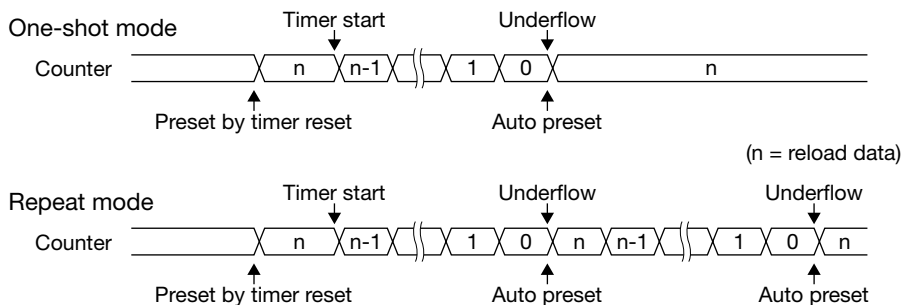 One-shot mode
Timer start
Underflow
Counter
n
n-1
1
0
n
Preset by timer reset
Auto preset
(n = reload data)
Repeat mode
Timer start
Underflow
Underflow
Counter
n
n-1
1
0
n
n-1
1
0
n
Preset by timer reset
Auto preset
Auto preset